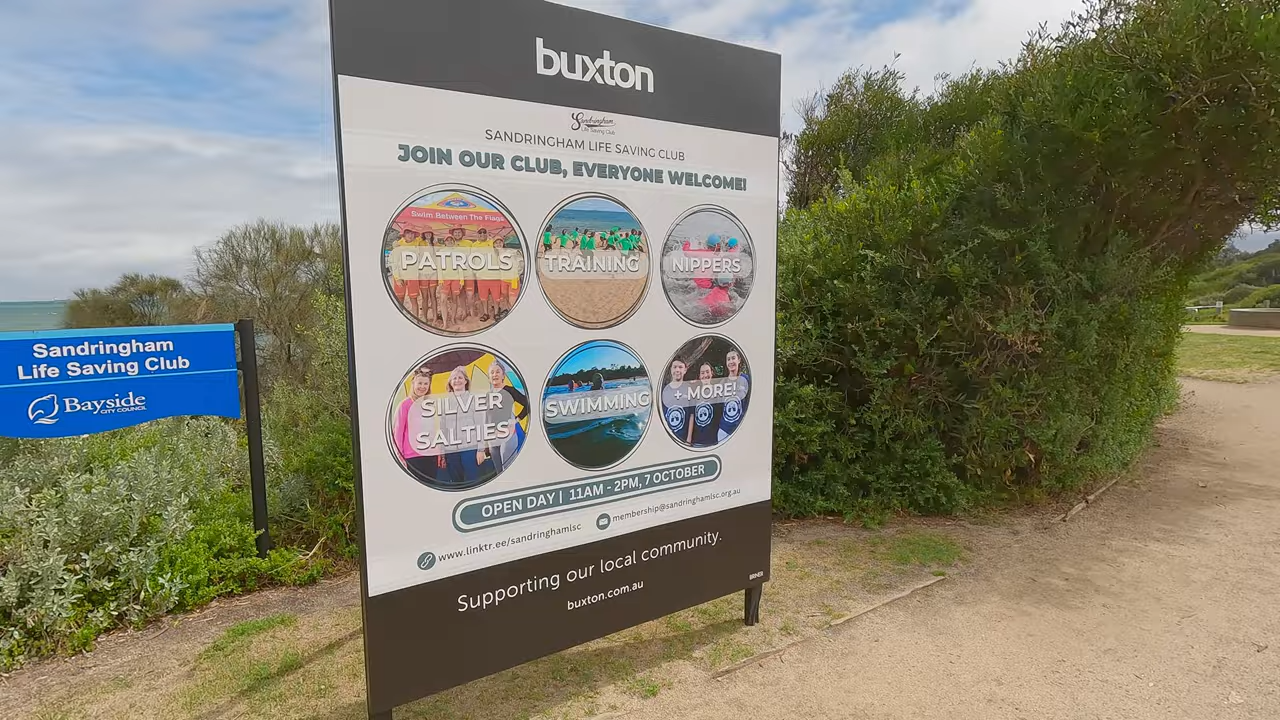 buxton
Sandringham
Life Saving Club
SANDRINGHAM LIFE SAVING CLUB
JOIN OUR CLUB, EVERYONE WELCOME!
Swim Between The Flags
PATROLS
TRAINING
NIPPERS
SILVER
SALTIES
SWIMMING
+ MORE!
OPEN DAY | 11AM - 2PM, 7 OCTOBER
www.linktr.ee/sandringhamlsc
membership@sandringhamlsc.org.au
Supporting our local community.
buxton.com.au
Sandringham
Life Saving Club
Bayside
CITY COUNCIL